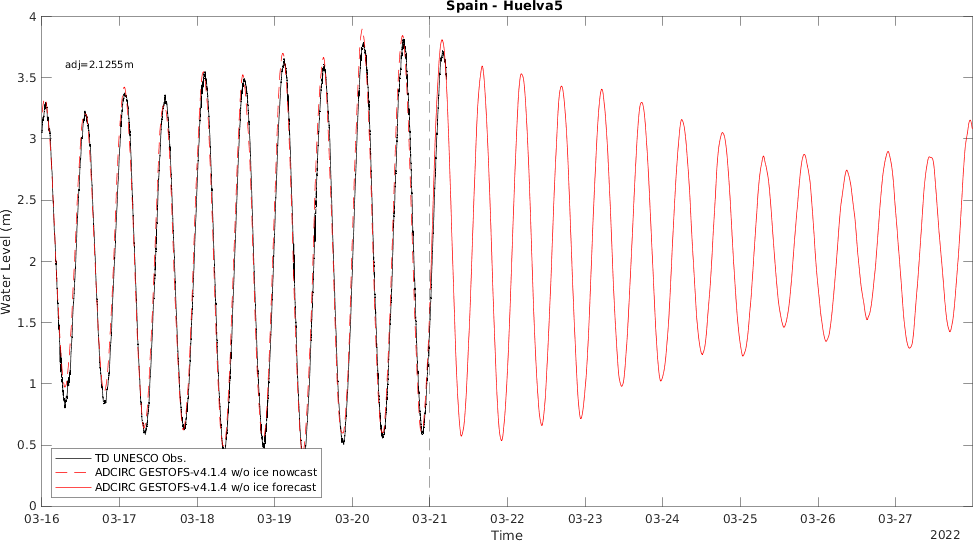 Spain - Huelva5
4
adj=2.1255m
3.5
3
2.5
2
1.5
1
0.5
0
Water Level (m)
TD UNESCO Obs.
ADCIRC GESTOFS-v4.1.4 w/o ice nowcast
ADCIRC GESTOFS-v4.1.4 w/o ice forecast
03-16 03-17 03-18 03-19 03-20 03-21 03-22 03-23 03-24 03-25 03-26 03-27
Time
2022